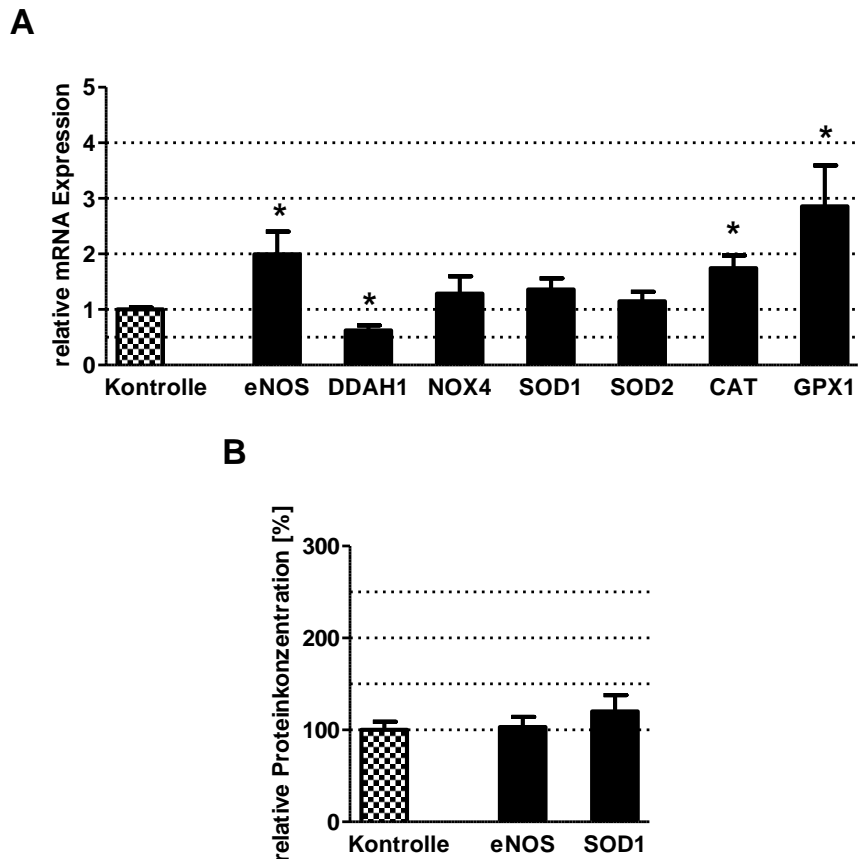 A
relative mRNA Expression
5
4
3
2
1
0
*
*
*
*
Kontrolle eNOS DDAH1 NOX4 SOD1 SOD2 CAT GPX1
B
relative Proteinkonzentration [%]
300
200
100
0
Kontrolle eNOS SOD1